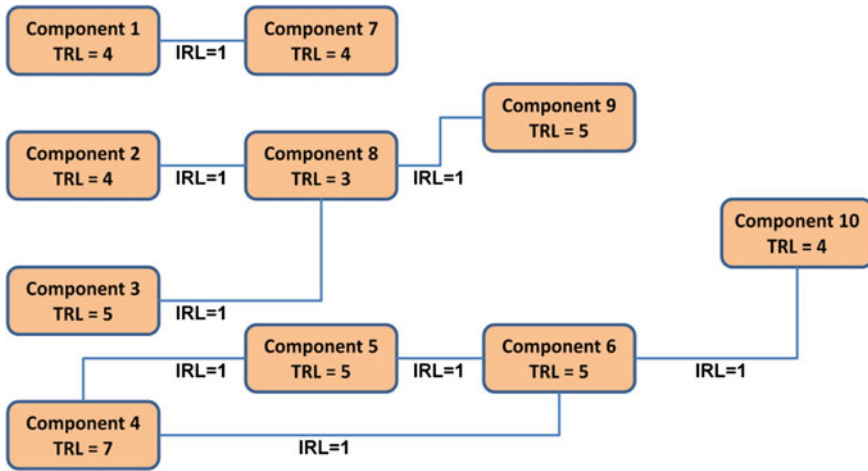 Component 1
TRL = 4
IRL=1
Component 7
TRL = 4
Component 9
TRL = 5
Component 2
TRL = 4
IRL=1
Component 8
TRL = 3
IRL=1
Component 10
TRL = 4
Component 3
TRL = 5
IRL=1
Component 5
TRL = 5
IRL=1
IRL=1
Component 6
TRL = 5
IRL=1
Component 4
TRL = 7
IRL=1